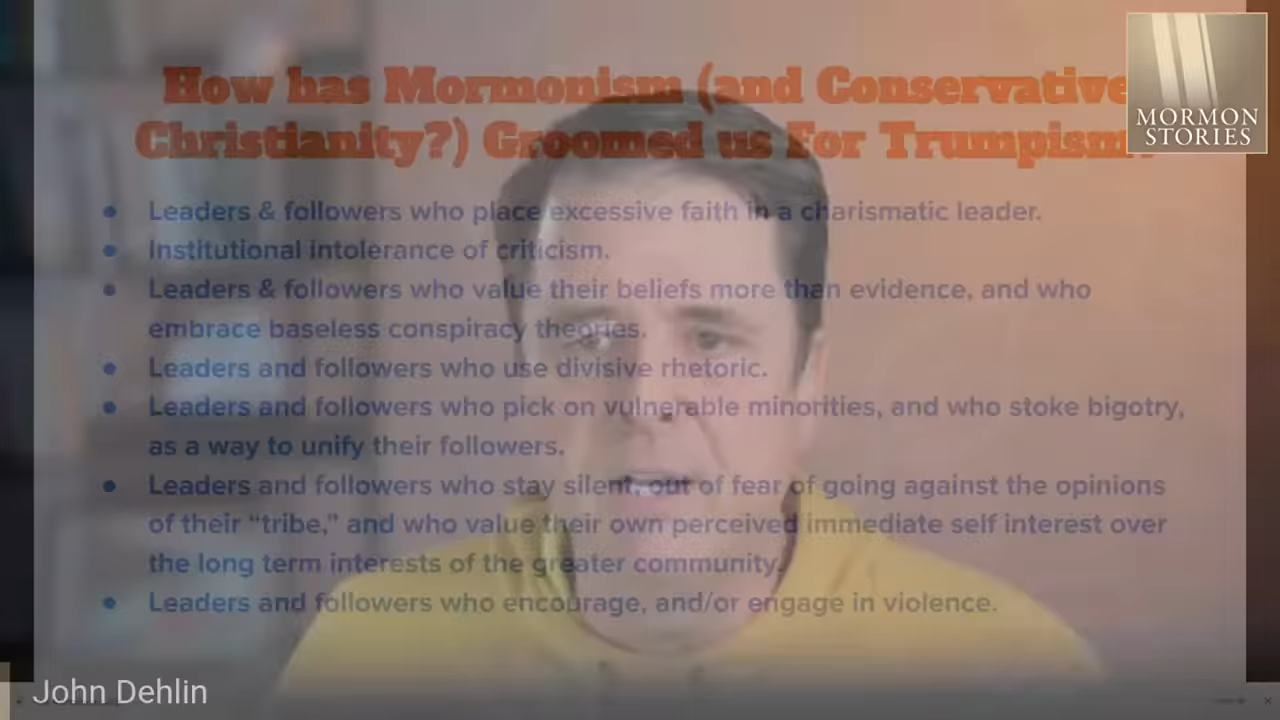 How has Mormonism (and Conservative
Christianity?) Groomed us For Trumpism?
MORMON
STORIES
• Leaders & followers who place excessive faith in a charismatic leader.
• Institutional intolerance of criticism.
• Leaders & followers who value their beliefs more than evidence, and who
embrace baseless conspiracy theories.
• Leaders and followers who use divisive rhetoric.
• Leaders and followers who pick on vulnerable minorities, and who stoke bigotry,
as a way to unify their followers.
• Leaders and followers who stay silent out of fear of going against the opinions
of their “tribe,” and who value their own perceived immediate self interest over
the long term interests of the greater community.
• Leaders and followers who encourage, and/or engage in violence.
John Dehlin